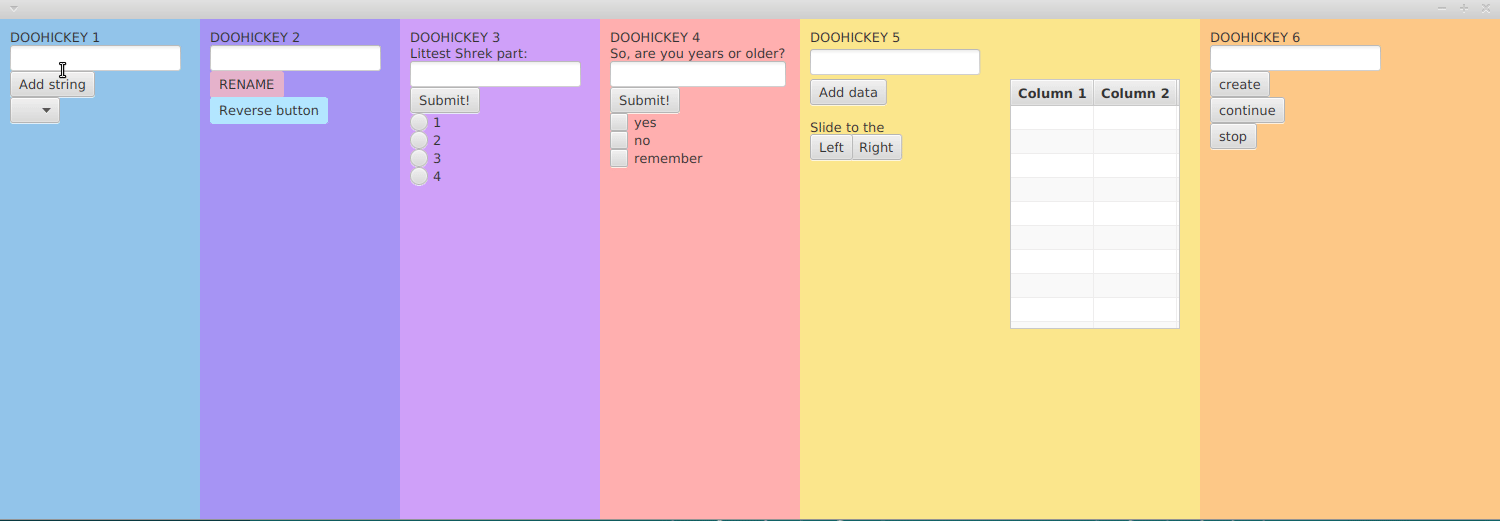 DOOHICKEY 1
Add string
DOOHICKEY 2
RENAME
Reverse button
DOOHICKEY 3
Littest Shrek part:
Submit!
1
2
3
4
DOOHICKEY 4
So, are you years or older?
Submit!
yes
no
remember
DOOHICKEY 5
Add data
Slide to the
Left Right
Column 1 Column 2
DOOHICKEY 6
create
continue
stop